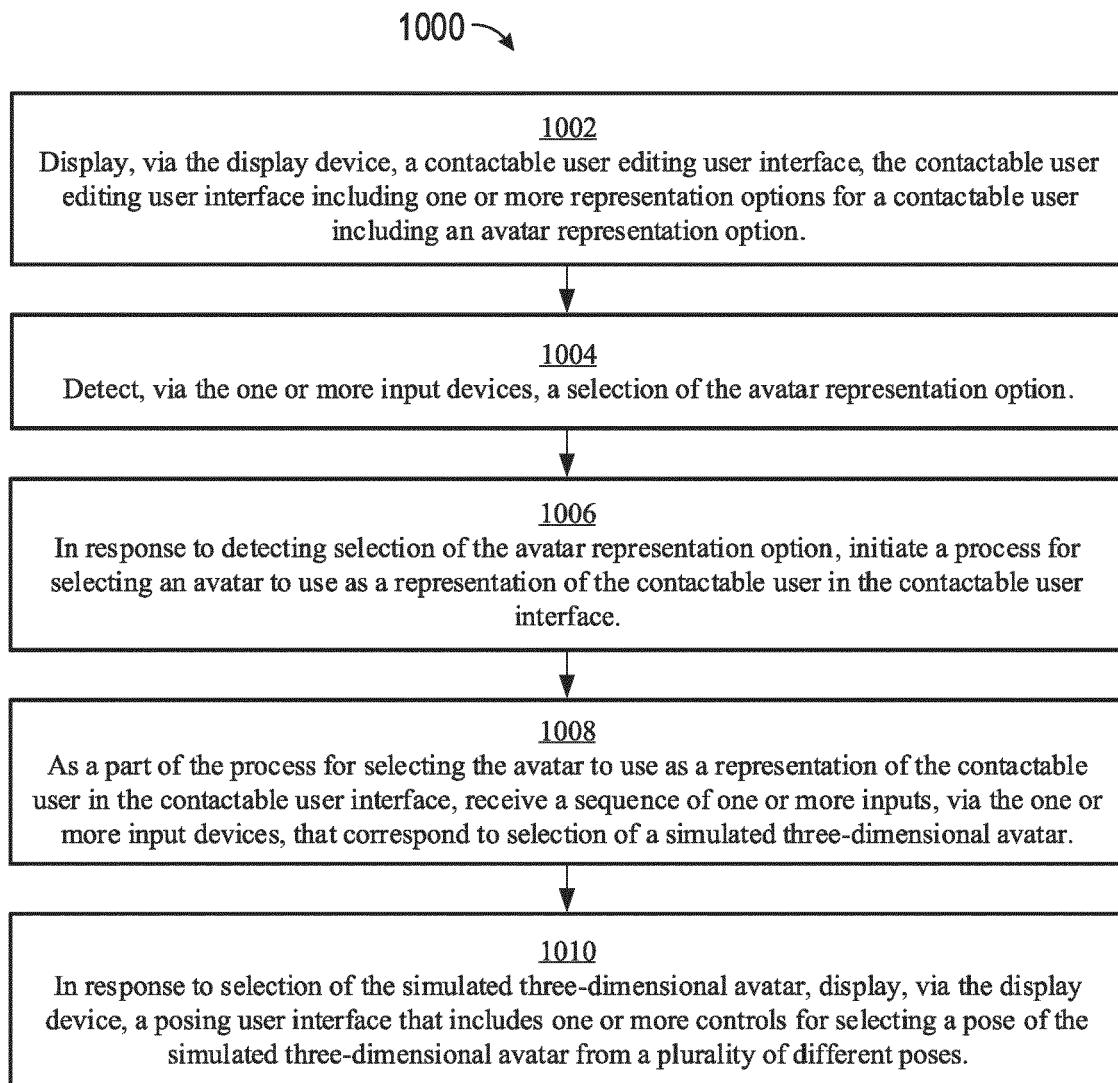 1000
1002
Display, via the display device, a contactable user editing user interface, the contactable user
editing user interface including one or more representation options for a contactable user
including an avatar representation option.
1004
Detect, via the one or more input devices, a selection of the avatar representation option.
1006
In response to detecting selection of the avatar representation option, initiate a process for
selecting an avatar to use as a representation of the contactable user in the contactable user
interface.
1008
As a part of the process for selecting the avatar to use as a representation of the contactable
user in the contactable user interface, receive a sequence of one or more inputs, via the one or
more input devices, that correspond to selection of a simulated three-dimensional avatar.
1010
In response to selection of the simulated three-dimensional avatar, display, via the display
device, a posing user interface that includes one or more controls for selecting a pose of the
simulated three-dimensional avatar from a plurality of different poses.